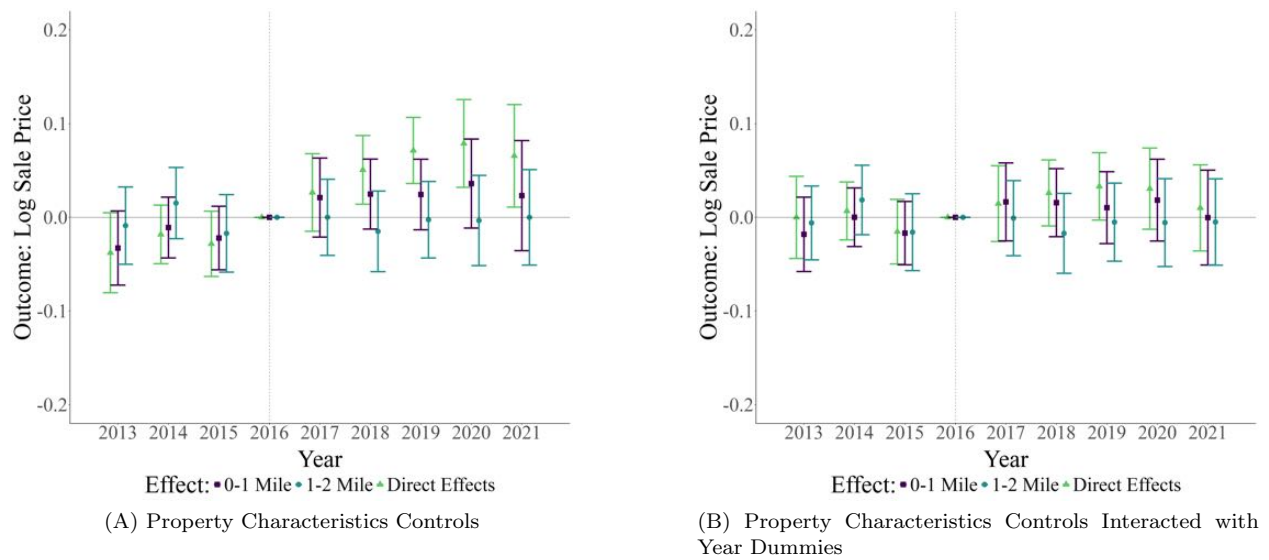 Outcome: Log Sale Price
0.2
0.1
0.0
-0.1
-0.2
2013 2014 2015 2016 2017 2018 2019 2020 2021
Year
Effect: 0-1 Mile 1-2 Mile Direct Effects
(A) Property Characteristics Controls
Outcome: Log Sale Price
0.2
0.1
0.0
-0.1
-0.2
2013 2014 2015 2016 2017 2018 2019 2020 2021
Year
Effect: 0-1 Mile 1-2 Mile Direct Effects
(B) Property Characteristics Controls Interacted with
Year Dummies